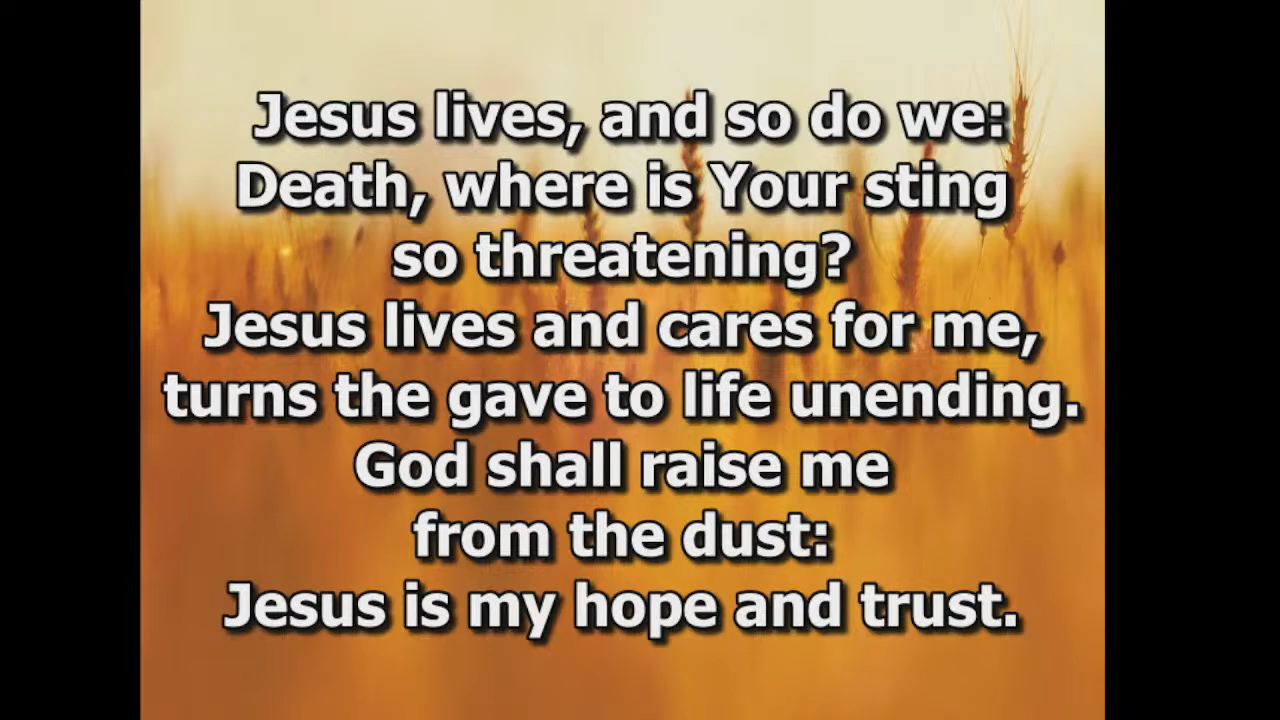 Jesus lives, and so do we:
Death, where is Your sting
so threatening?
Jesus lives and cares for me,
turns the gave to life unending.
God shall raise me
from the dust:
Jesus is my hope and trust.